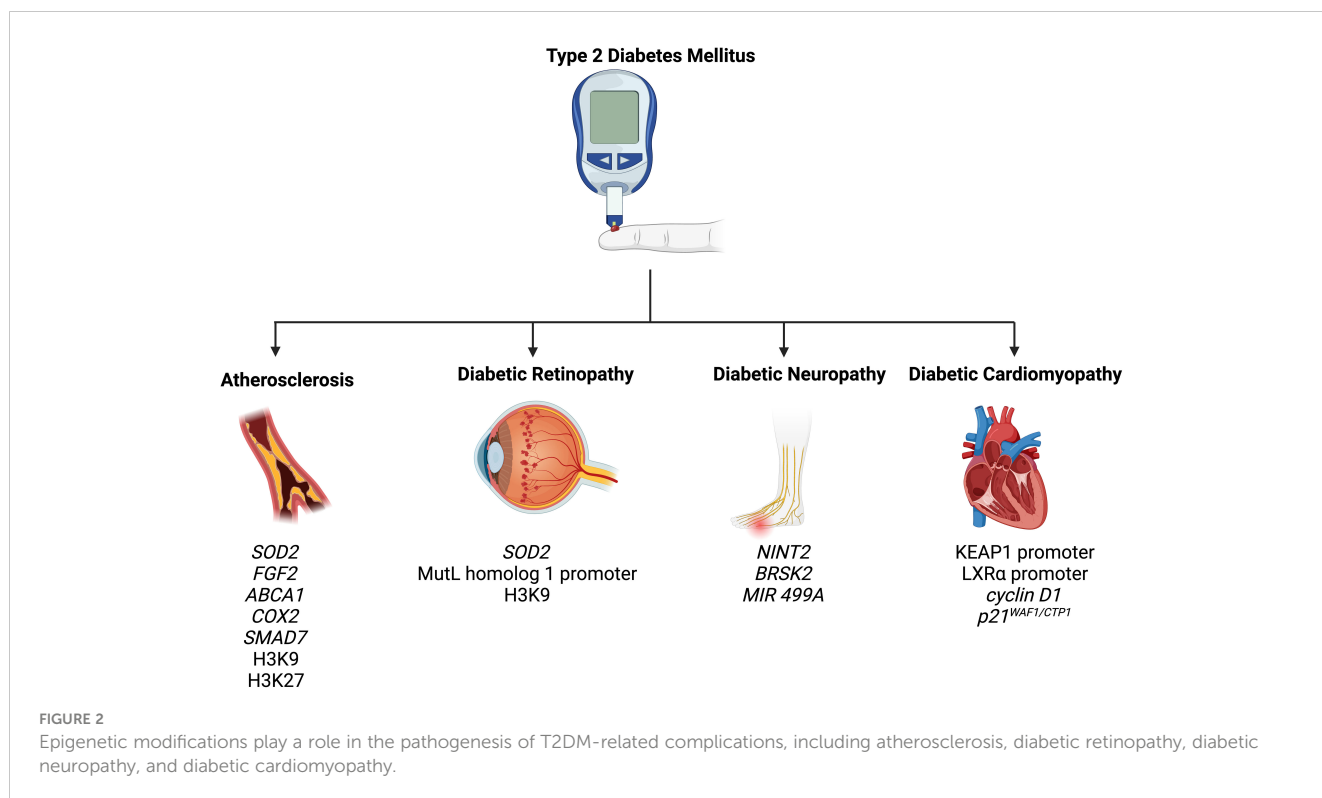 Type 2 Diabetes Mellitus
Atherosclerosis
SOD2
FGF2
ABCA1
COX2
SMAD7
H3K9
H3K27
Diabetic Retinopathy
SOD2
MutL homolog 1 promoter
H3K9
Diabetic Neuropathy
NINT2
BRSK2
MIR 499A
Diabetic Cardiomyopathy
KEAP1 promoter
LXRα promoter
cyclin D1
p21WAF1/CTP1
FIGURE 2
Epigenetic modifications play a role in the pathogenesis of T2DM-related complications, including atherosclerosis, diabetic retinopathy, diabetic
neuropathy, and diabetic cardiomyopathy.